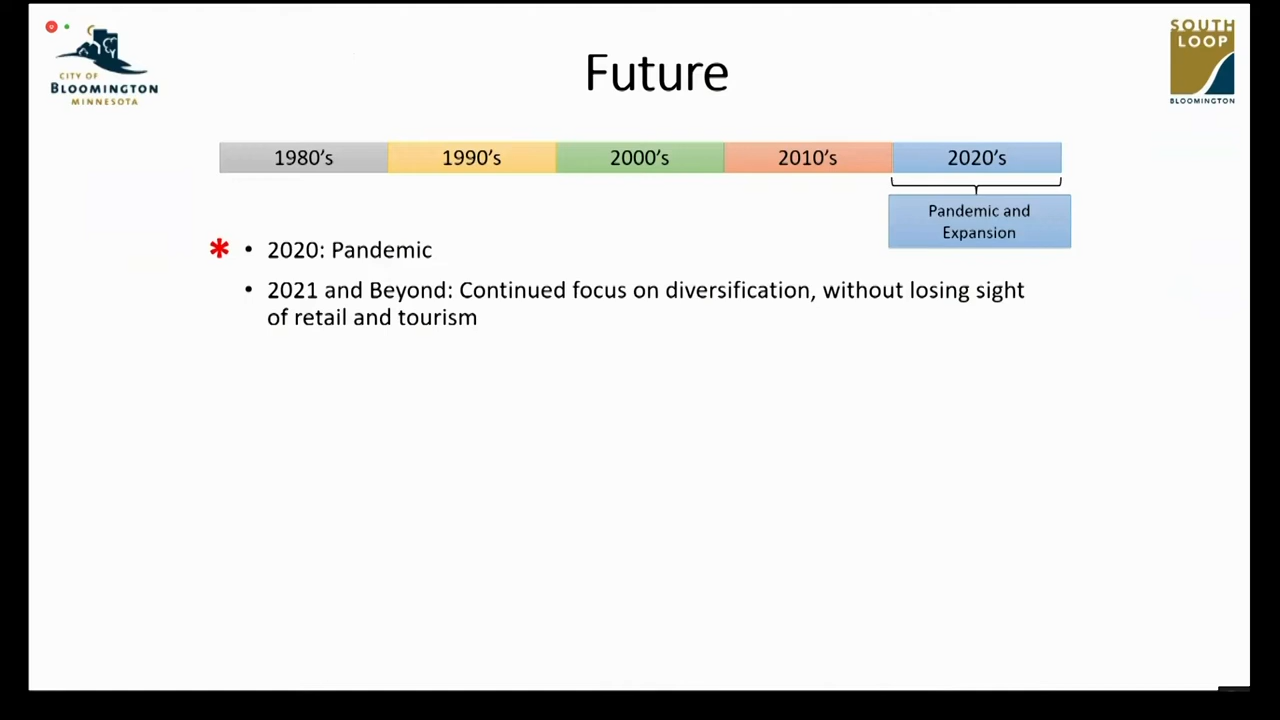 CITY OF
BLOOMINGTON
MINNESOTA
Future
SOUTH
LOOP
BLOOMINGTON
1980’s 1990’s 2000’s 2010’s 2020’s
Pandemic and
Expansion
* • 2020: Pandemic
• 2021 and Beyond: Continued focus on diversification, without losing sight
of retail and tourism